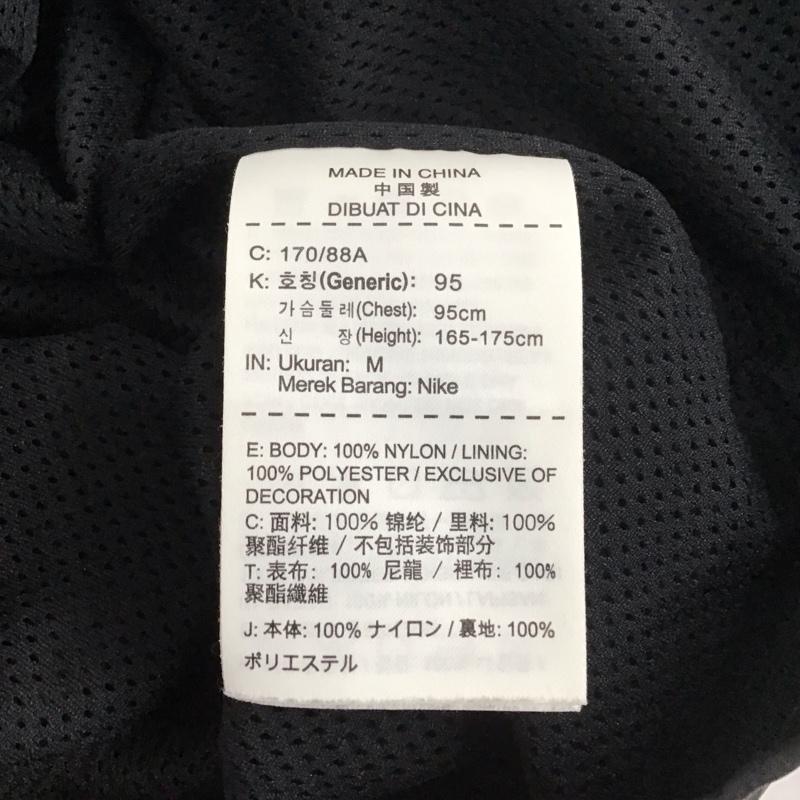 MADE IN CHINA
中国製
DIBUAT DI CINA
C: 170/88A
K: 호칭(Generic): 95
가슴둘레(Chest): 95cm
신 장(Height): 165-175cm
IN: Ukuran: M
Merek Barang: Nike
E: BODY: 100% NYLON / LINING:
100% POLYESTER / EXCLUSIVE OF
DECORATION
C: 面料: 100% 锦纶 / 里料: 100%
聚酯纤维 / 不包括装饰部分
T: 表布: 100% 尼龍 / 裡布: 100%
聚酯纖維
J: 本体: 100% ナイロン / 裏地: 100%
ポリエステル